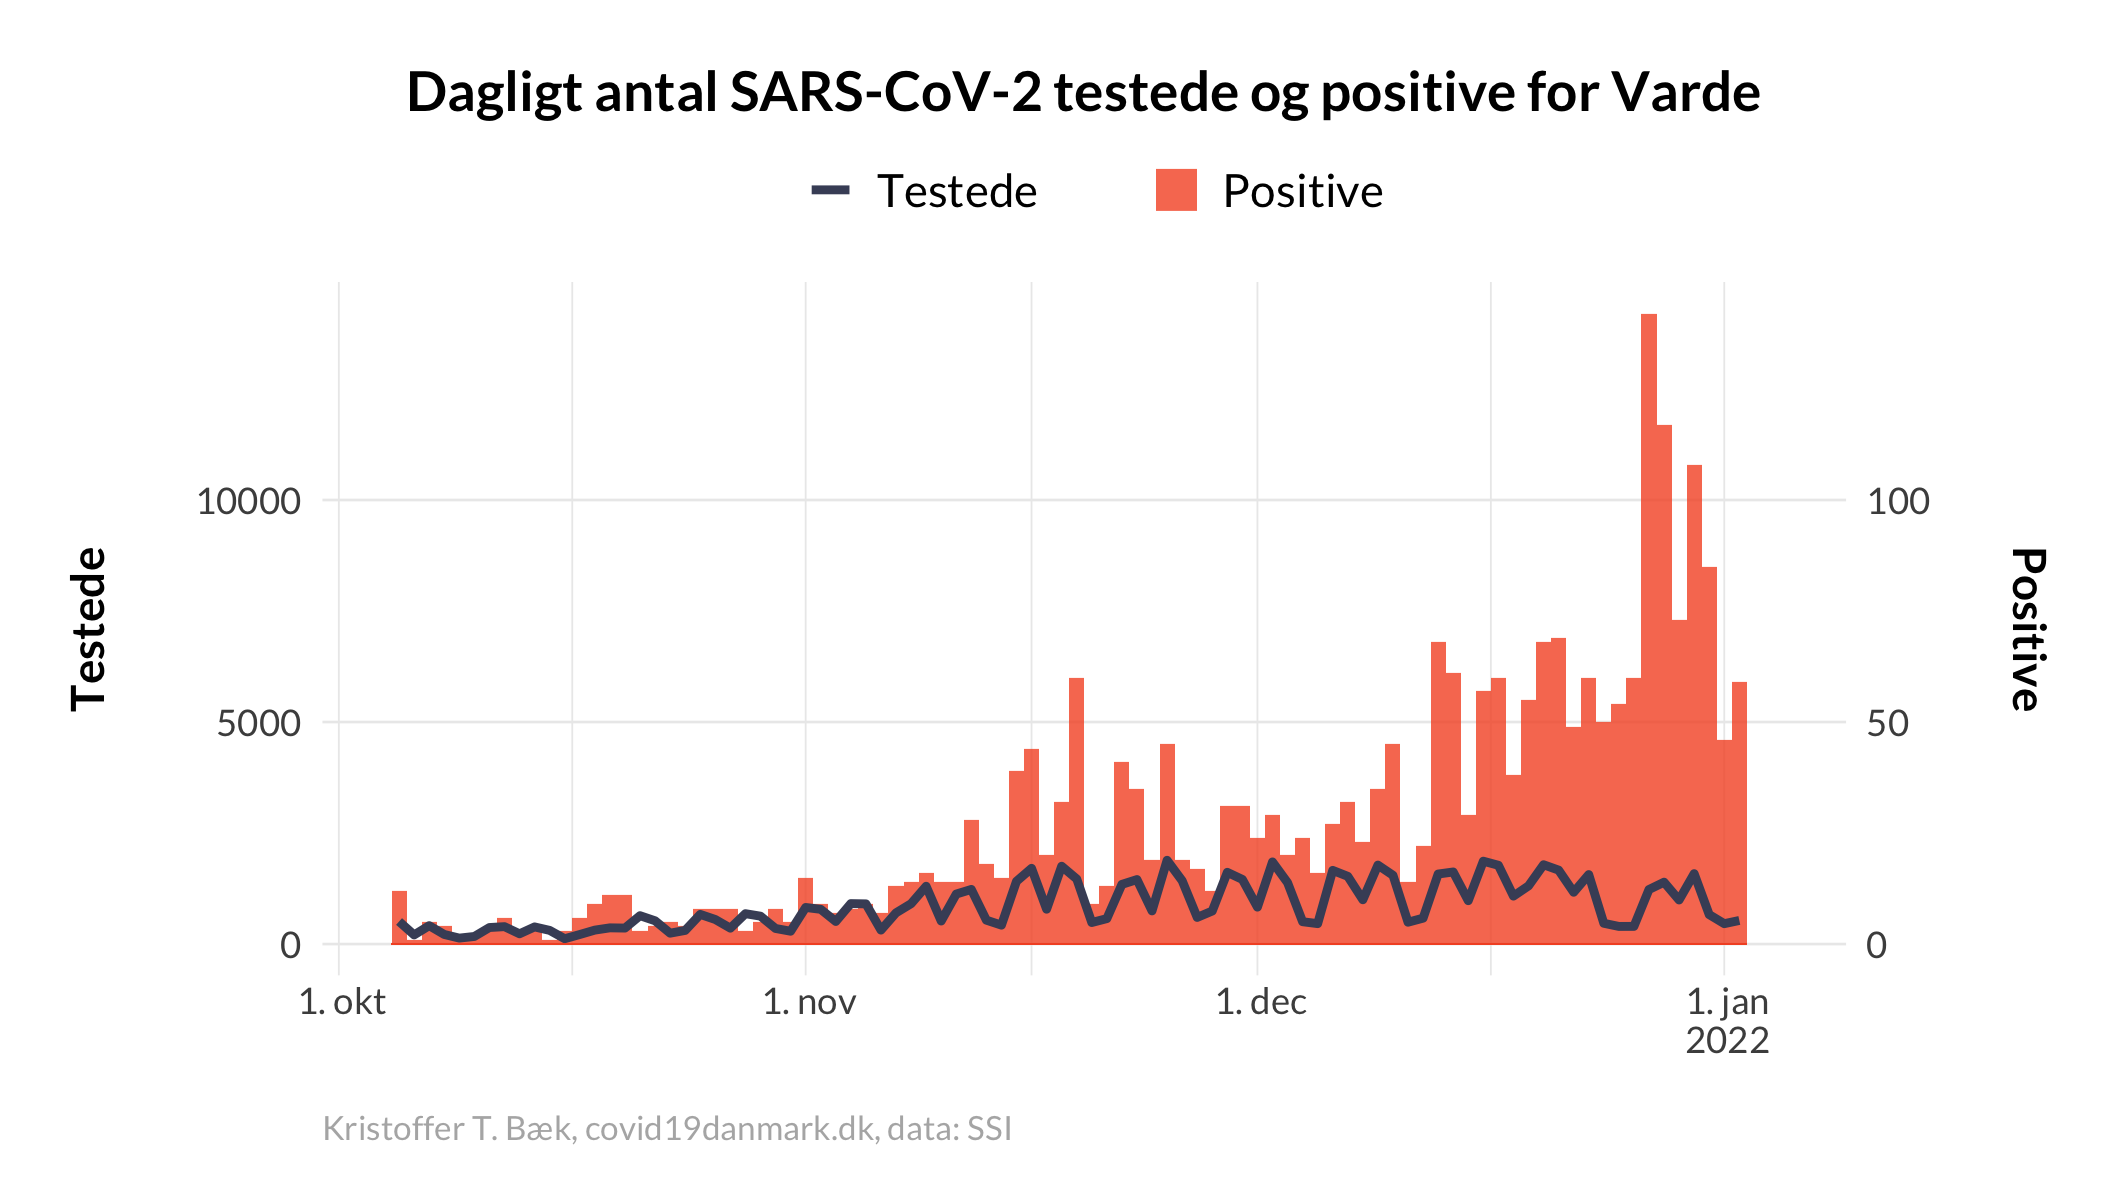 Dagligt antal SARS-CoV-2 testede og positive for Varde
Testede
Positive
10000
5000
0
100
50
0
Testede
Positive
1. okt
1. nov
1. dec
1. jan
2022
Kristoffer T. Bæk, covid19danmark.dk, data: SSI